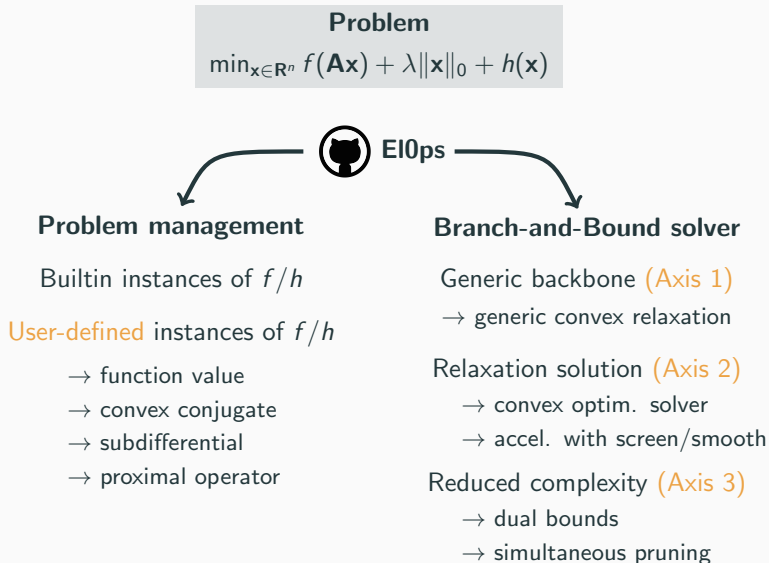 Problem
min_{x∈R^n} f(Ax) + λ‖x‖_0 + h(x)
El0ps
Problem management
Builtin instances of f/h
User-defined instances of f/h
→ function value
→ convex conjugate
→ subdifferential
→ proximal operator
Branch-and-Bound solver
Generic backbone (Axis 1)
→ generic convex relaxation
Relaxation solution (Axis 2)
→ convex optim. solver
→ accel. with screen/smooth
Reduced complexity (Axis 3)
→ dual bounds
→ simultaneous pruning